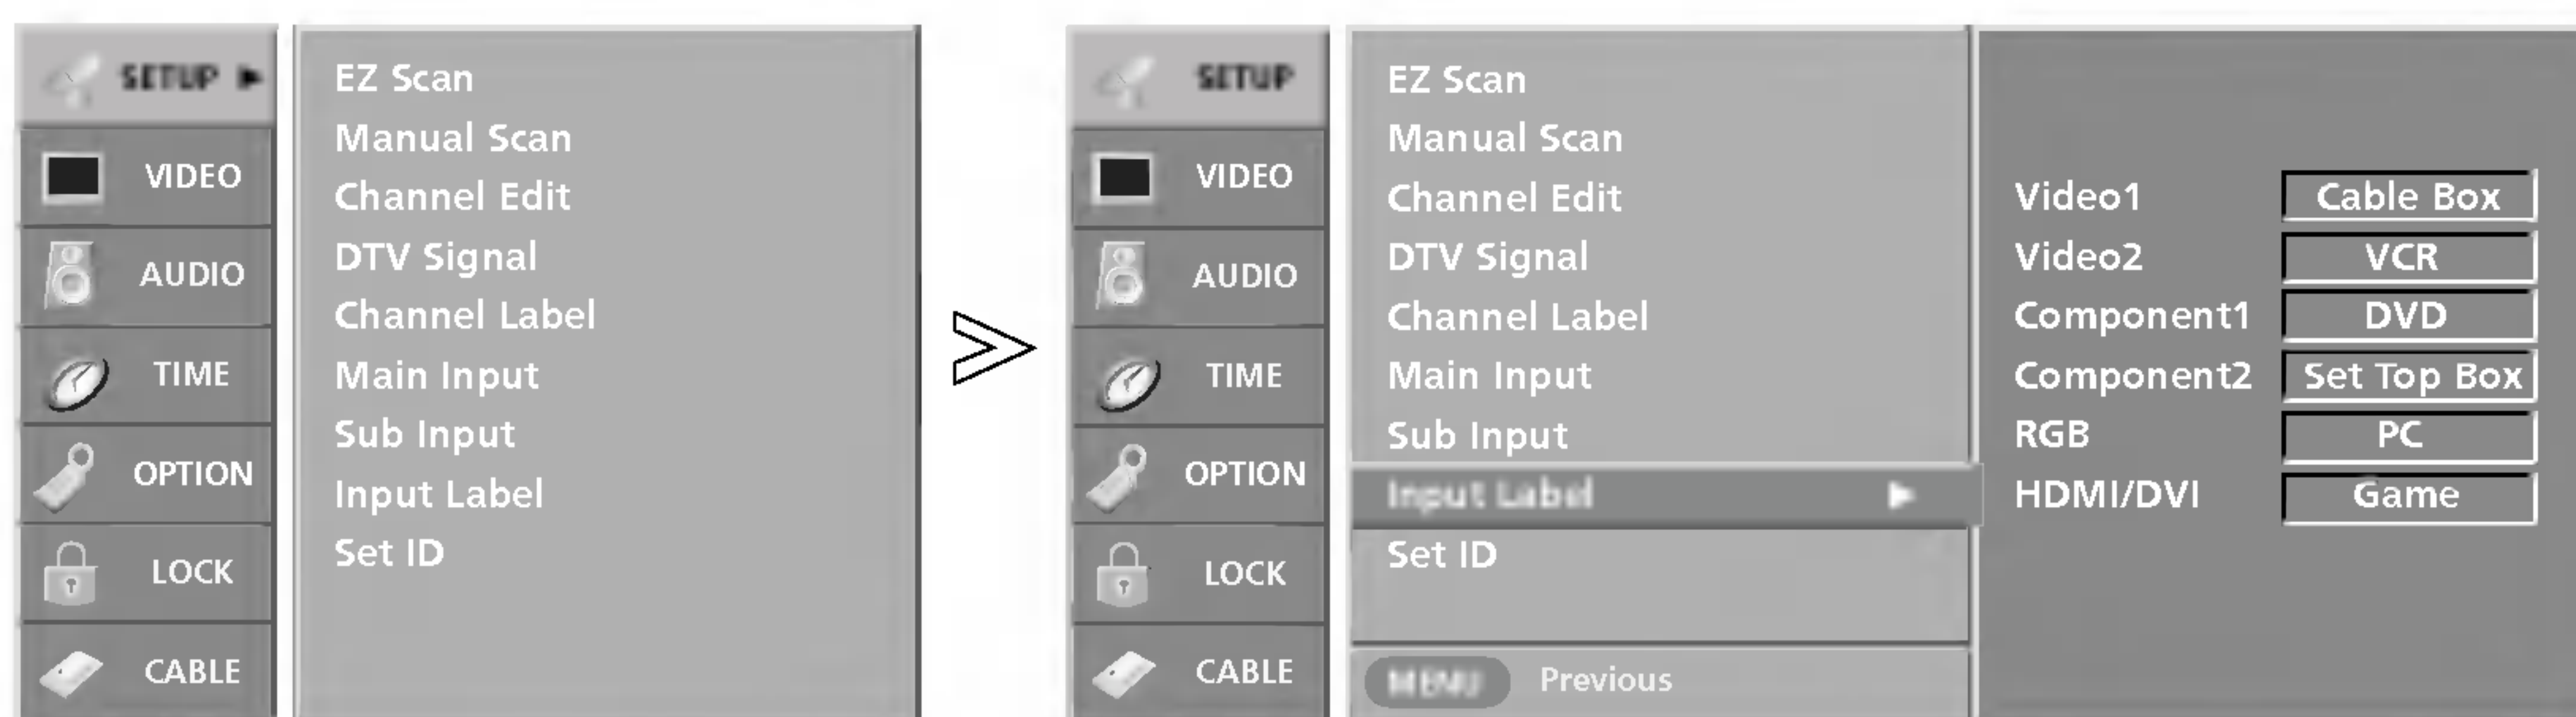 SETUP
VIDEO
AUDIO
TIME
OPTION
LOCK
CABLE
EZ Scan
Manual Scan
Channel Edit
DTV Signal
Channel Label
Main Input
Sub Input
Input Label
Set ID
SETUP
VIDEO
AUDIO
TIME
OPTION
LOCK
CABLE
EZ Scan
Manual Scan
Channel Edit
DTV Signal
Channel Label
Main Input
Sub Input
Input Label
Set ID
MENU Previous
Video1 Cable Box
Video2 VCR
Component1 DVD
Component2 Set Top Box
RGB PC
HDMI/DVI Game